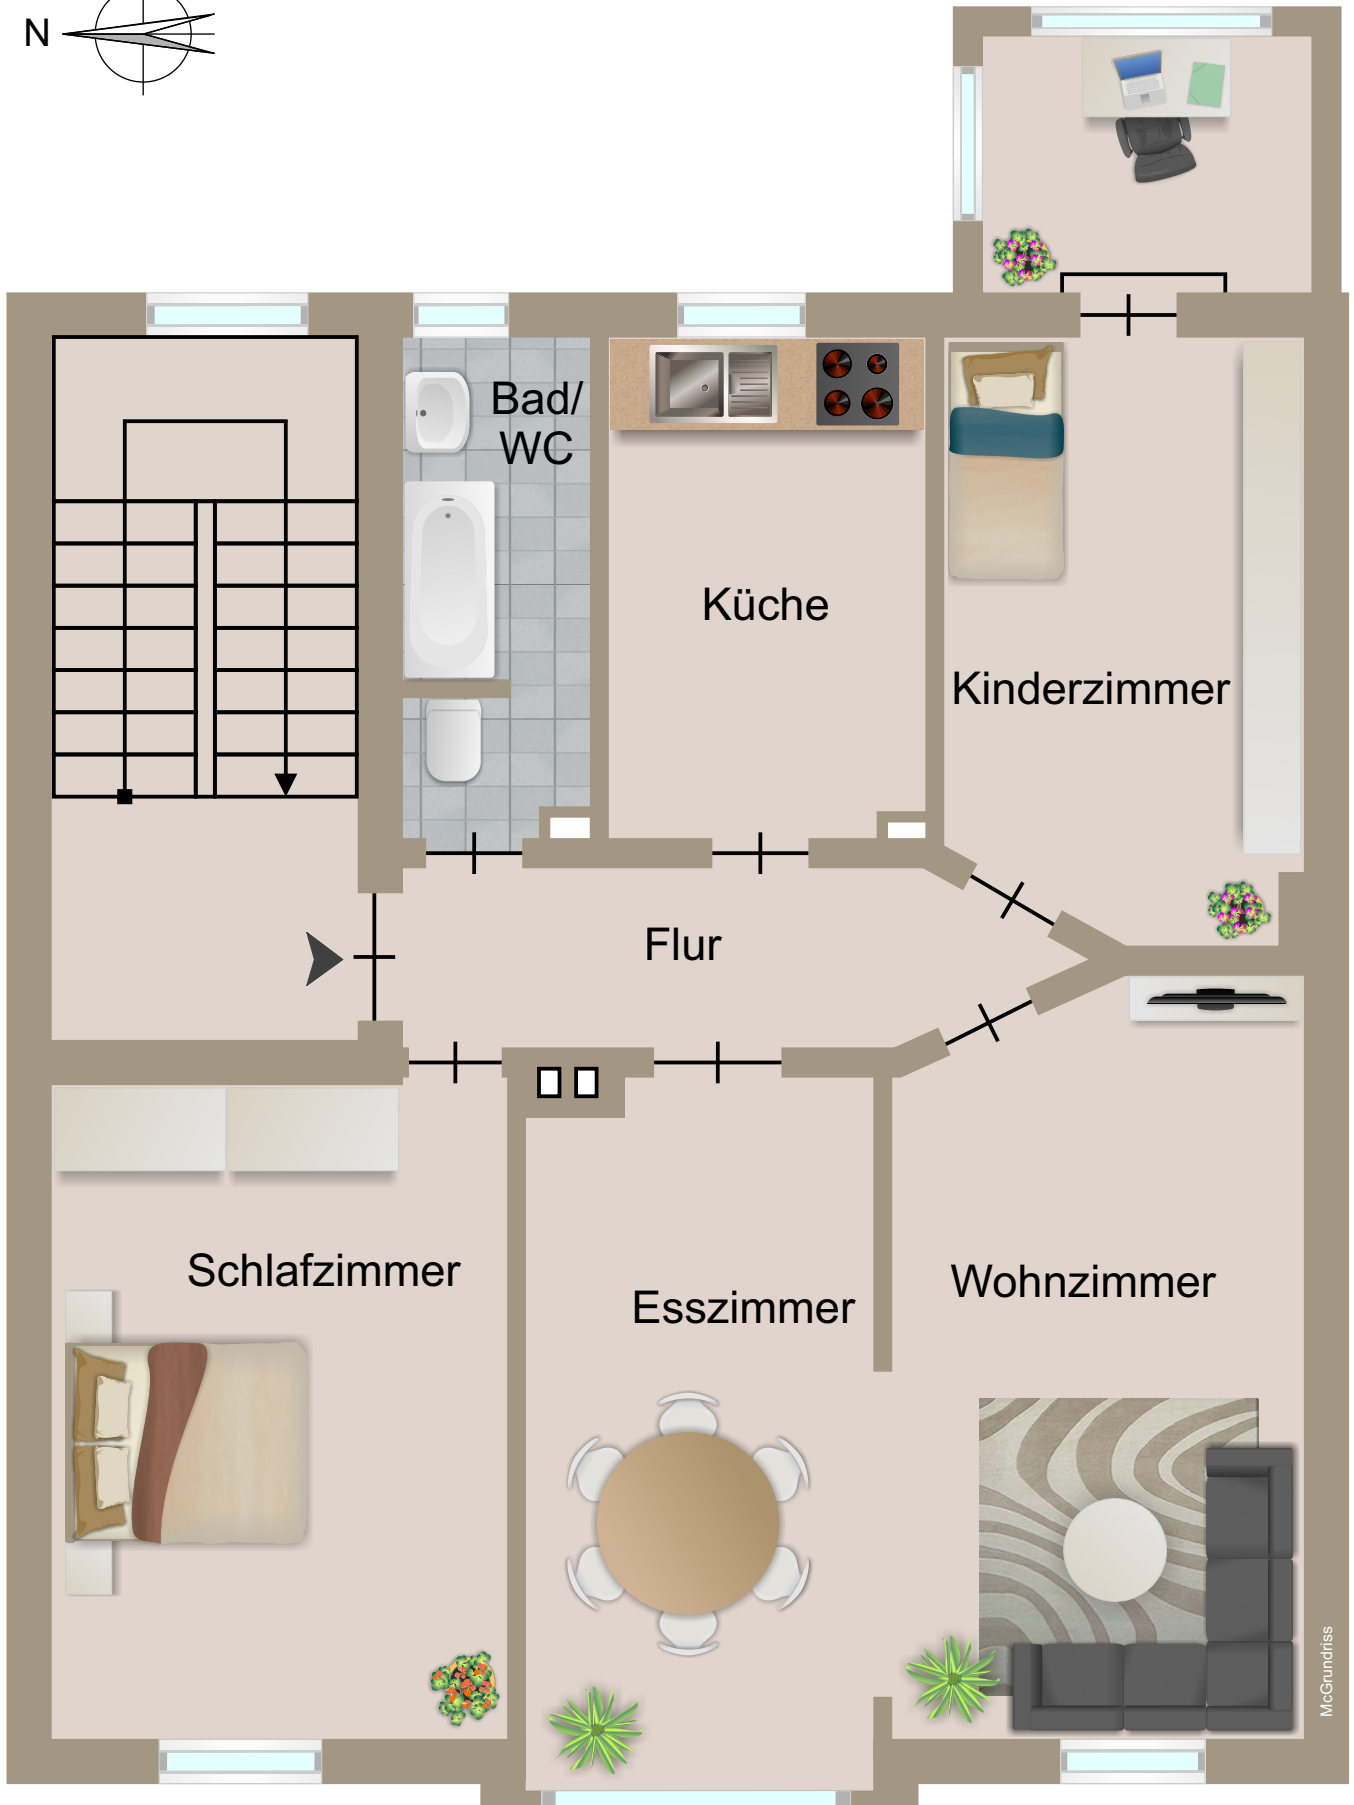 N
Bad/
WC
Küche
Kinderzimmer
Flur
Schlafzimmer
Esszimmer
Wohnzimmer
McGrundriss